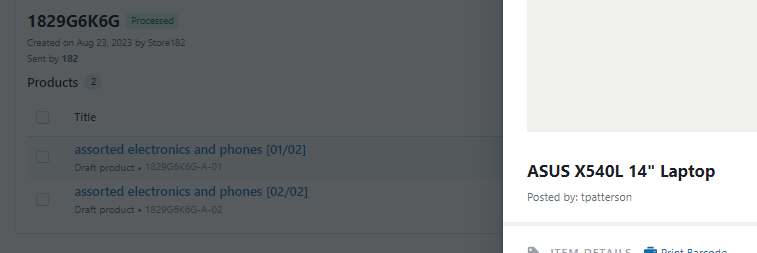 1829G6K6G Processed
Created on Aug 23, 2023 by Store182
Sent by 182
Products 2
Title
assorted electronics and phones [01/02]
Draft product • 1829G6K6G-A-01
assorted electronics and phones [02/02]
Draft product • 1829G6K6G-A-02
ASUS X540L 14" Laptop
Posted by: tpatterson
ITEM DETAILS Print Barcode